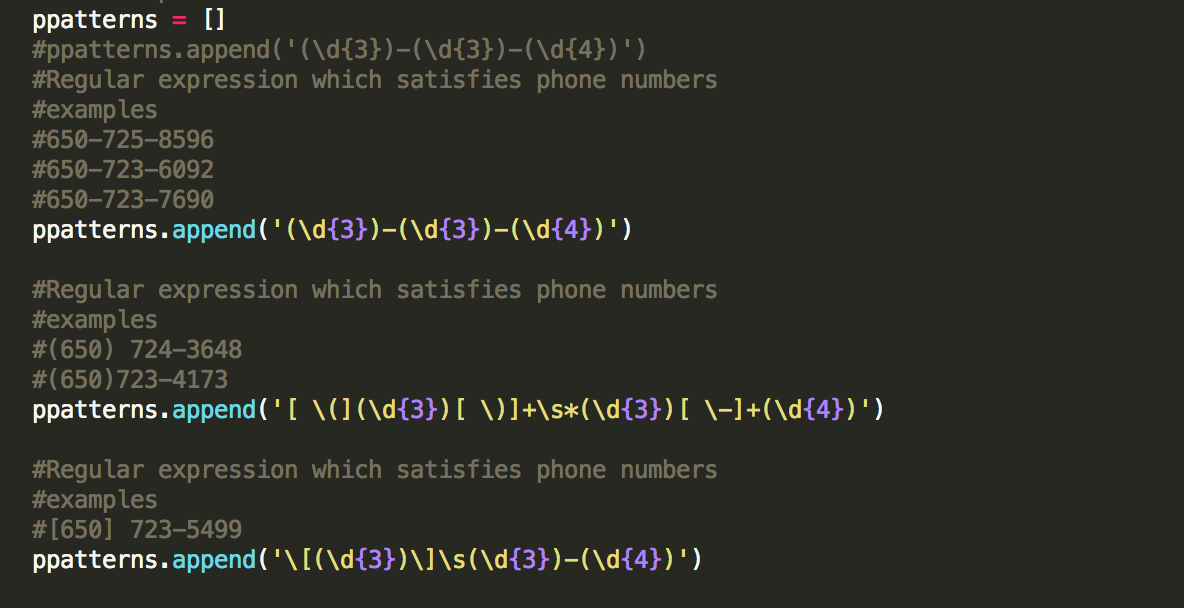 ppatterns = []
#ppatterns.append('(\d{3})-(\d{3})-(\d{4})')
#Regular expression which satisfies phone numbers
#examples
#650-725-8596
#650-723-6092
#650-723-7690
ppatterns.append('(\d{3})-(\d{3})-(\d{4})')
#Regular expression which satisfies phone numbers
#examples
#(650) 724-3648
#(650)723-4173
ppatterns.append('[ \(](\d{3})[ \)]+\s*(\d{3})[ \-]+(\d{4})')
#Regular expression which satisfies phone numbers
#examples
#[650] 723-5499
ppatterns.append('\[(\d{3})\]\s(\d{3})-(\d{4})')